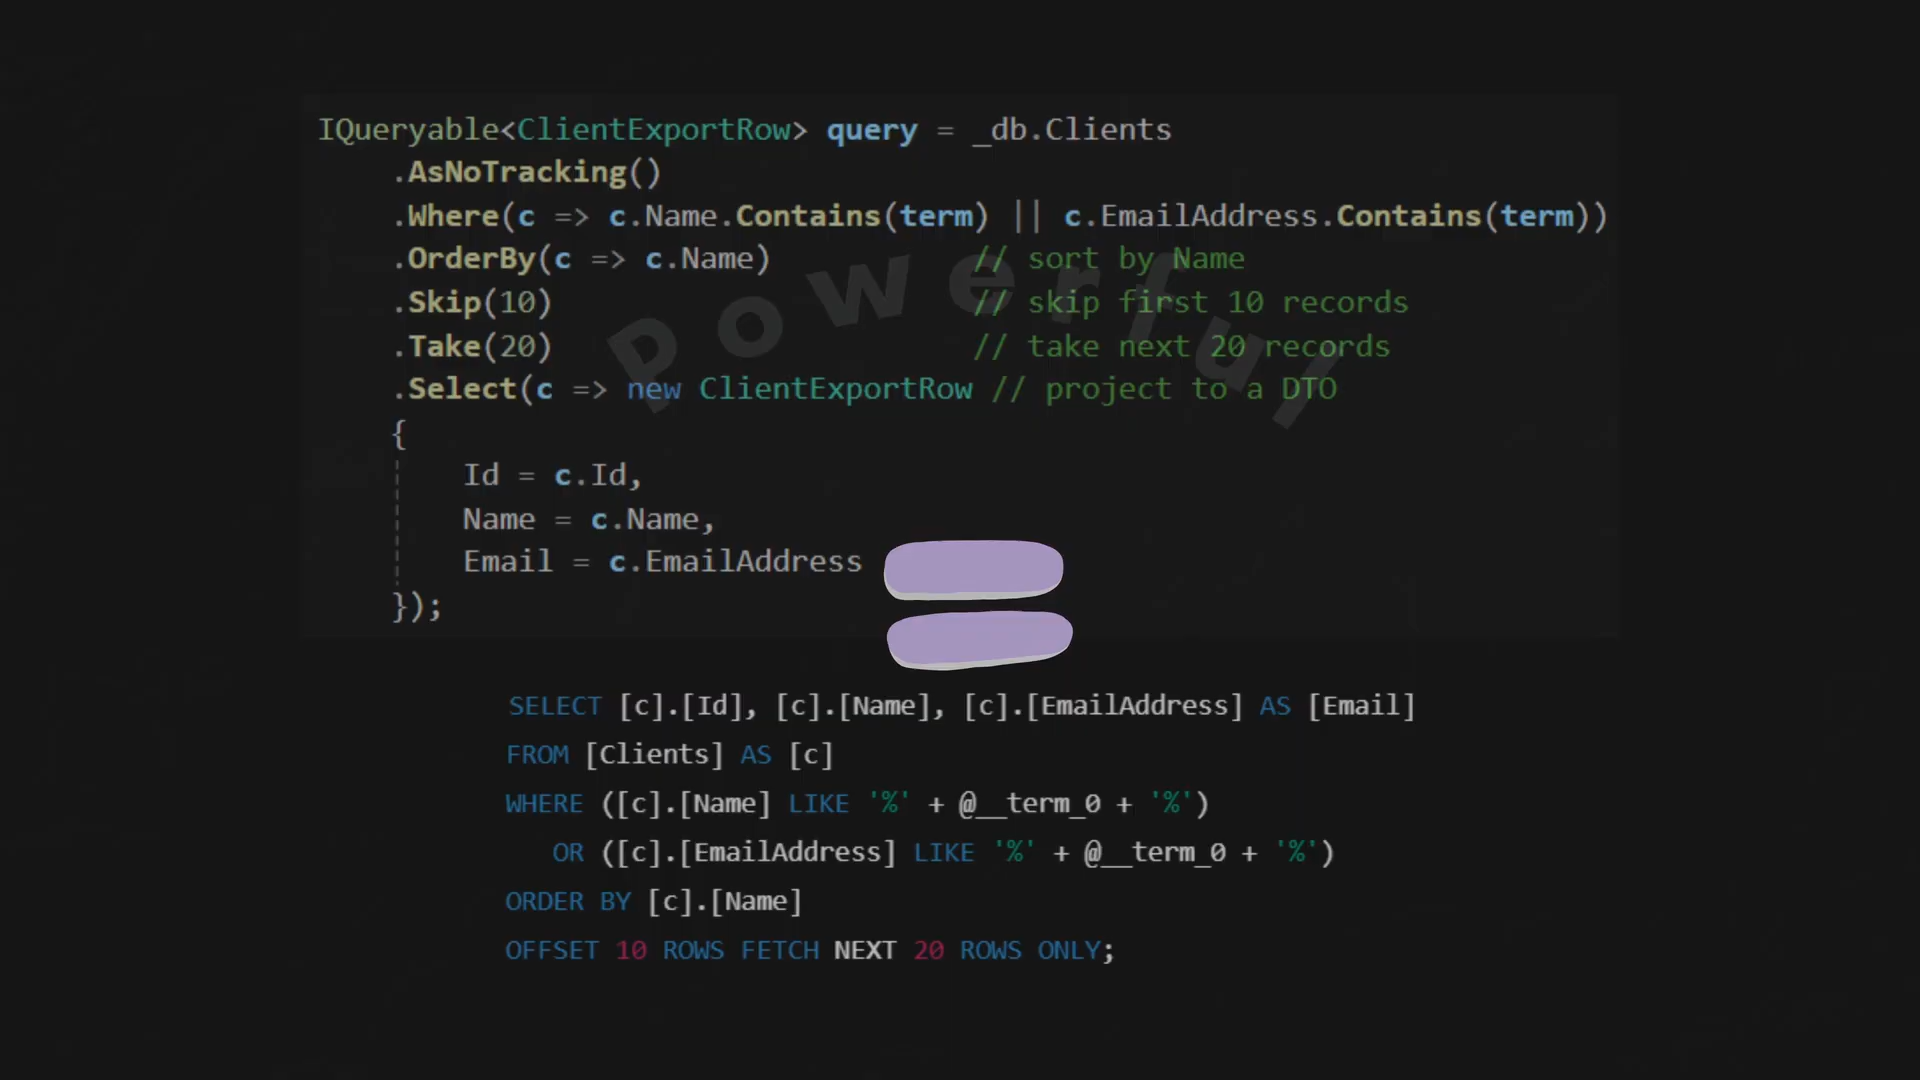 IQueryable<ClientExportRow> query = _db.Clients
.AsNoTracking()
.Where(c => c.Name.Contains(term) || c.EmailAddress.Contains(term))
.OrderBy(c => c.Name) // sort by Name
.Skip(10) // skip first 10 records
.Take(20) // take next 20 records
.Select(c => new ClientExportRow // project to a DTO
{
Id = c.Id,
Name = c.Name,
Email = c.EmailAddress
});
Powerful
SELECT [c].[Id], [c].[Name], [c].[EmailAddress] AS [Email]
FROM [Clients] AS [c]
WHERE ([c].[Name] LIKE '%' + @__term_0 + '%')
OR ([c].[EmailAddress] LIKE '%' + @__term_0 + '%')
ORDER BY [c].[Name]
OFFSET 10 ROWS FETCH NEXT 20 ROWS ONLY;